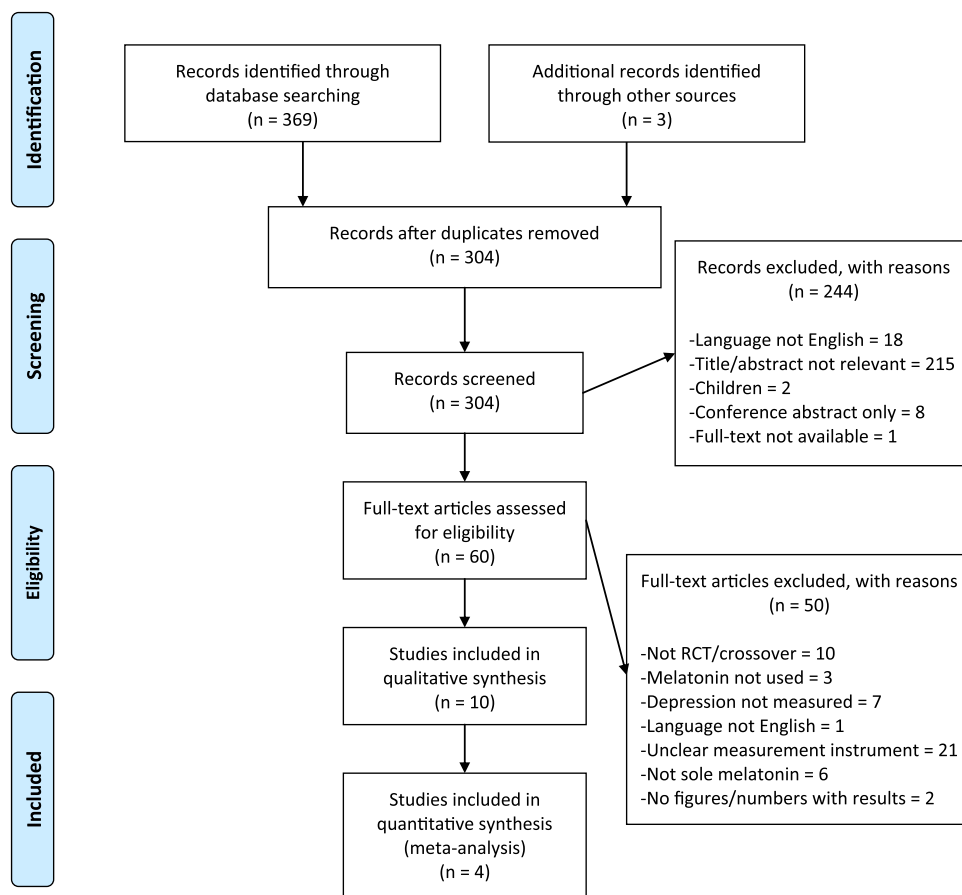 Identification
Records identified through
database searching
(n = 369)
Additional records identified
through other sources
(n = 3)
Records after duplicates removed
(n = 304)
Screening
Records screened
(n = 304)
Records excluded, with reasons
(n = 244)
-Language not English = 18
-Title/abstract not relevant = 215
-Children = 2
-Conference abstract only = 8
-Full-text not available = 1
Eligibility
Full-text articles assessed
for eligibility
(n = 60)
Full-text articles excluded, with reasons
(n = 50)
-Not RCT/crossover = 10
-Melatonin not used = 3
-Depression not measured = 7
-Language not English = 1
-Unclear measurement instrument = 21
-Not sole melatonin = 6
-No figures/numbers with results = 2
Studies included in
qualitative synthesis
(n = 10)
Included
Studies included in
quantitative synthesis
(meta-analysis)
(n = 4)